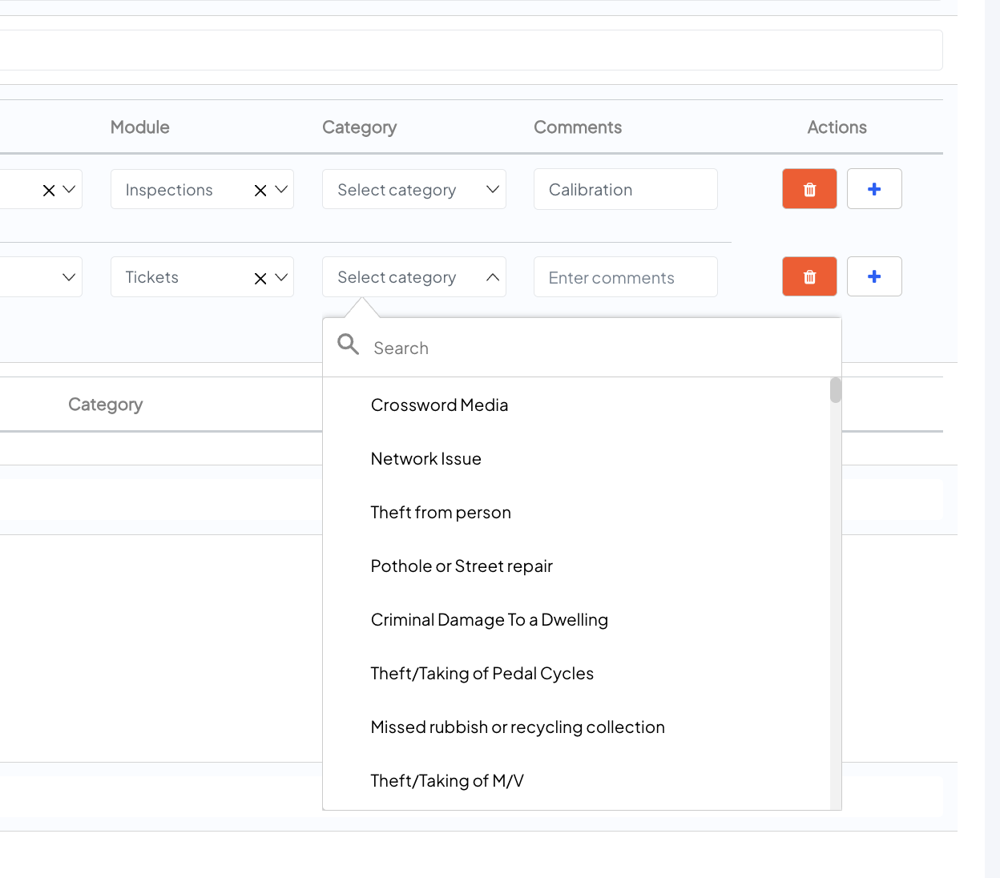 Module Category Comments Actions
Inspections Select category Calibration
Tickets Select category Enter comments
Search
Category
Crossword Media
Network Issue
Theft from person
Pothole or Street repair
Criminal Damage To a Dwelling
Theft/Taking of Pedal Cycles
Missed rubbish or recycling collection
Theft/Taking of M/V